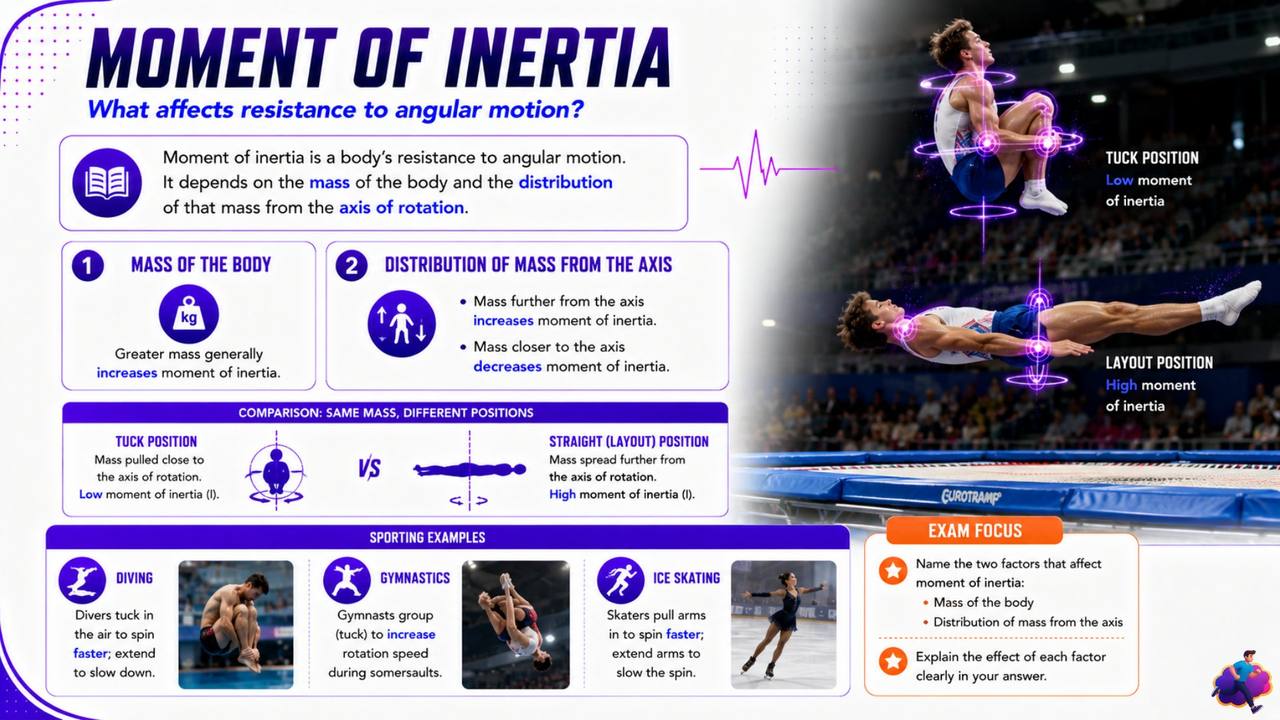 MOMENT OF INERTIA
What affects resistance to angular motion?
Moment of inertia is a body's resistance to angular motion.
It depends on the mass of the body and the distribution
of that mass from the axis of rotation.
1
MASS OF THE BODY
kg
Greater mass generally
increases moment of inertia.
2
DISTRIBUTION OF MASS FROM THE AXIS
• Mass further from the axis
increases moment of inertia.
• Mass closer to the axis
decreases moment of inertia.
COMPARISON: SAME MASS, DIFFERENT POSITIONS
TUCK POSITION
Mass pulled close to
the axis of rotation.
Low moment of inertia (I).
VS
STRAIGHT (LAYOUT) POSITION
Mass spread further from
the axis of rotation.
High moment of inertia (I).
TUCK POSITION
Low moment
of inertia
LAYOUT POSITION
High moment
of inertia
EUROTRAMP
SPORTING EXAMPLES
DIVING
Divers tuck in
the air to spin
faster; extend
to slow down.
GYMNASTICS
Gymnasts group
(tuck) to increase
rotation speed
during somersaults.
ICE SKATING
Skaters pull arms
in to spin faster;
extend arms to
slow the spin.
EXAM FOCUS
Name the two factors that affect
moment of inertia:
• Mass of the body
• Distribution of mass from the axis
Explain the effect of each factor
clearly in your answer.